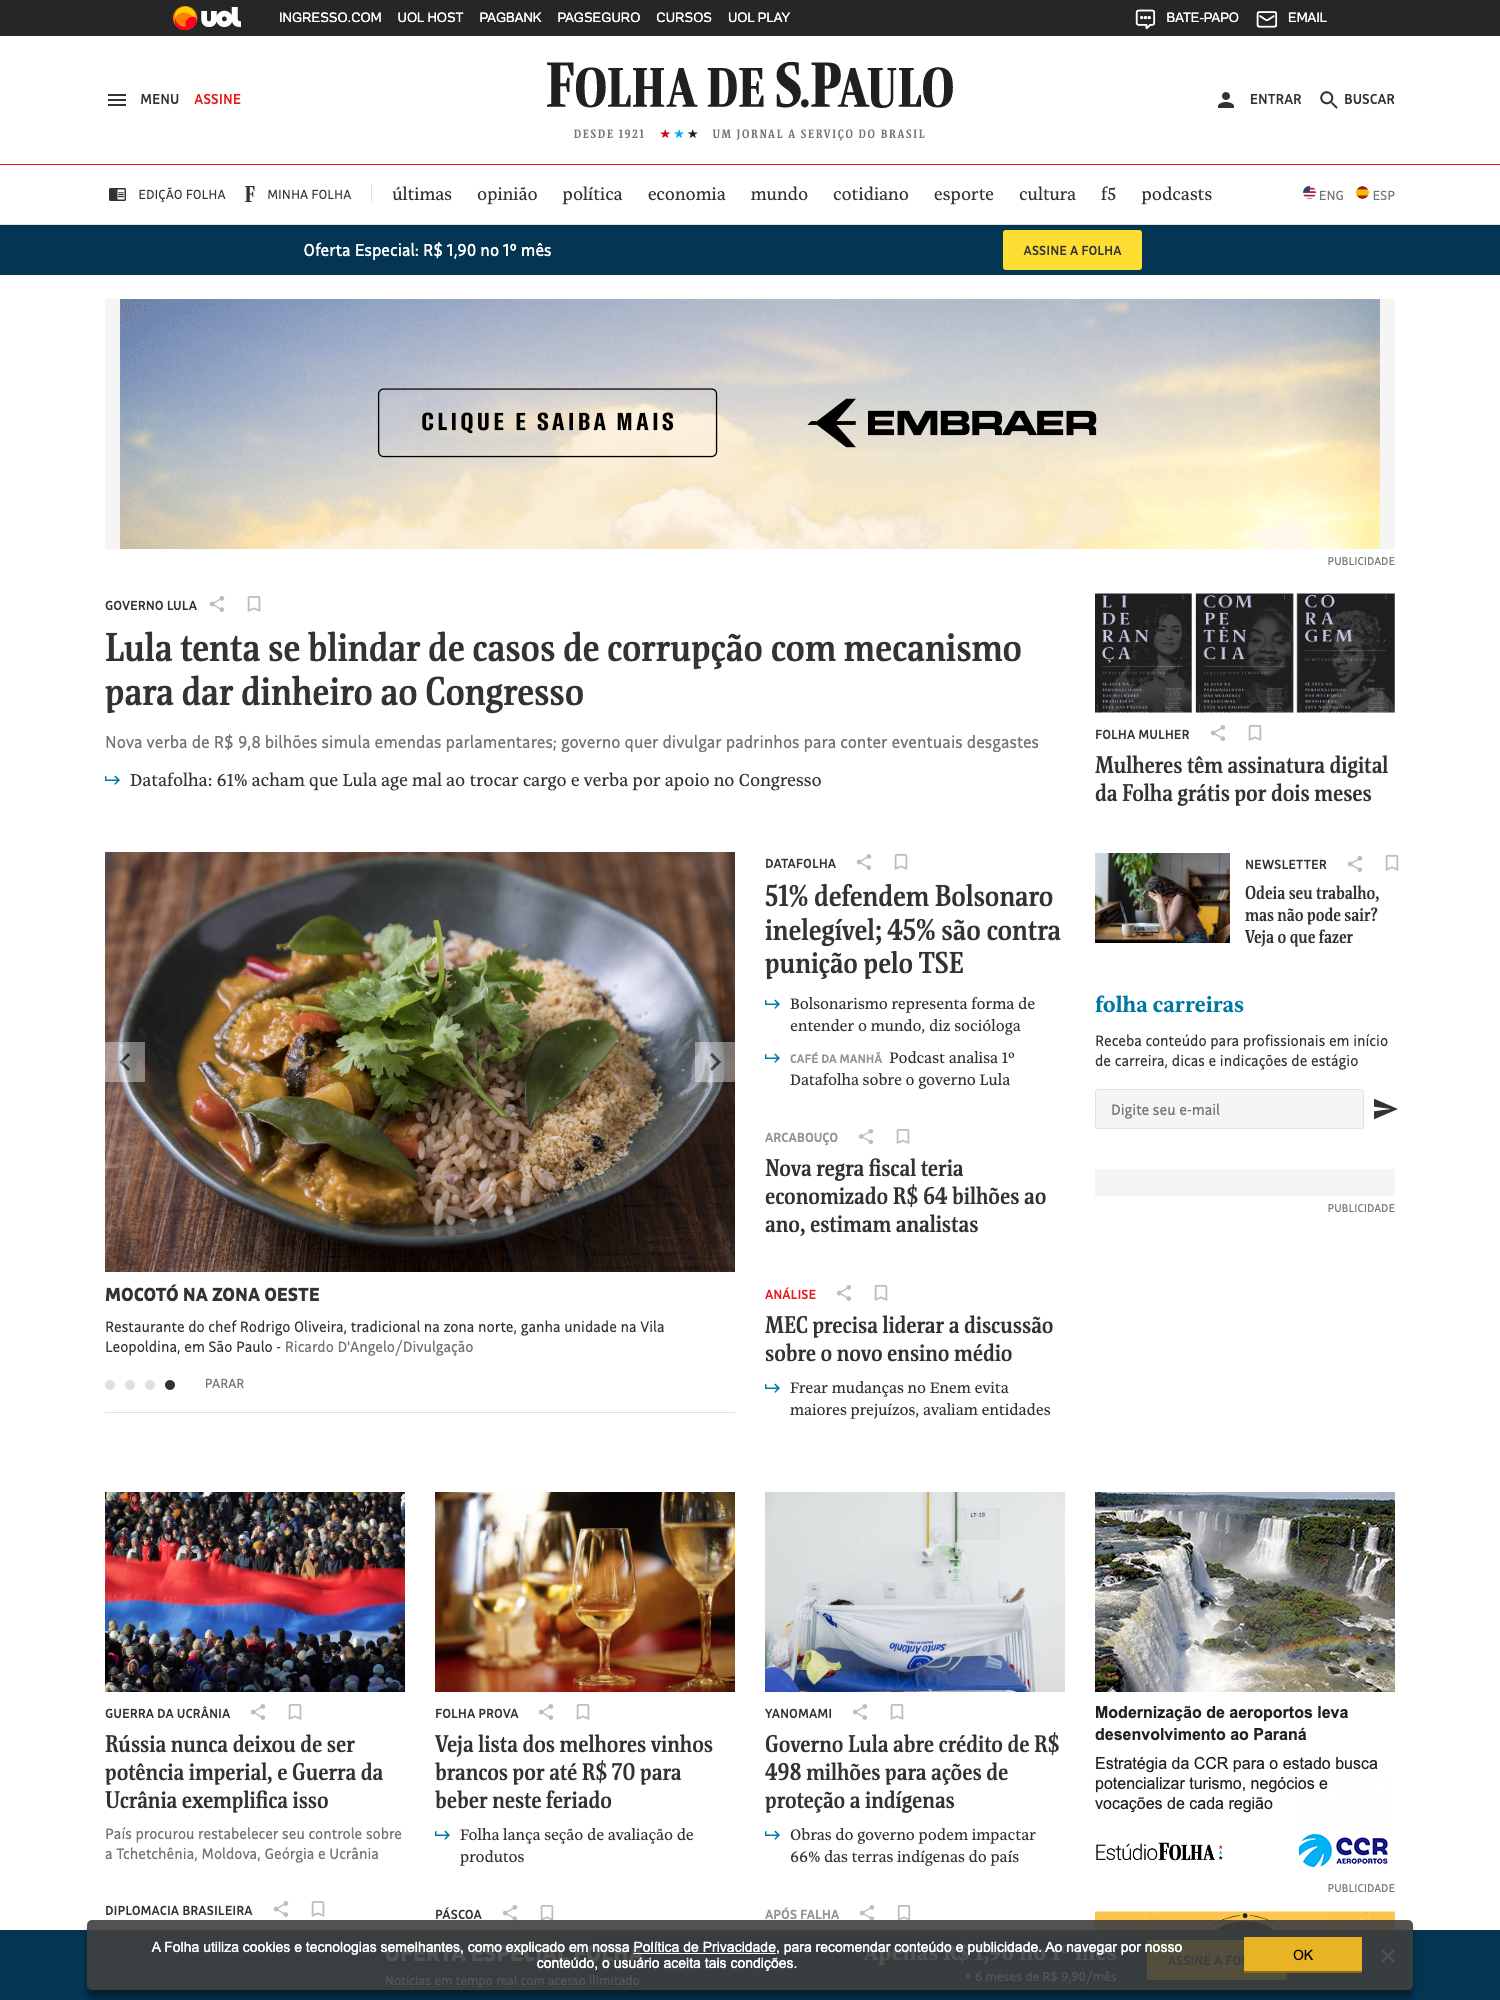 uol
INGRESSO.COM UOL HOST PAGBANK PAGSEGURO CURSOS UOL PLAY
BATE-PAPO EMAIL
MENU ASSINE
FOLHA DE S.PAULO
DESDE 1921 ★★★ UM JORNAL A SERVIÇO DO BRASIL
ENTRAR BUSCAR
EDIÇÃO FOLHA F MINHA FOLHA últimas opinião política economia mundo cotidiano esporte cultura f5 podcasts ENG ESP
Oferta Especial: R$ 1,90 no 1º mês
ASSINE A FOLHA
CLIQUE E SAIBA MAIS
EMBRAER
PUBLICIDADE
GOVERNO LULA
Lula tenta se blindar de casos de corrupção com mecanismo
para dar dinheiro ao Congresso
Nova verba de R$ 9,8 bilhões simula emendas parlamentares; governo quer divulgar padrinhos para conter eventuais desgastes
Datafolha: 61% acham que Lula age mal ao trocar cargo e verba por apoio no Congresso
LI
DE
RAN
ÇA
COM
PE
TÊN
CIA
CO
RA
GEM
FOLHA MULHER
Mulheres têm assinatura digital
da Folha grátis por dois meses
MOCOTÓ NA ZONA OESTE
Restaurante do chef Rodrigo Oliveira, tradicional na zona norte, ganha unidade na Vila
Leopoldina, em São Paulo - Ricardo D'Angelo/Divulgação
PARAR
DATAFOLHA
51% defendem Bolsonaro
inelegível; 45% são contra
punição pelo TSE
Bolsonarismo representa forma de
entender o mundo, diz socióloga
CAFÉ DA MANHÃ Podcast analisa 1º
Datafolha sobre o governo Lula
ARCABOUÇO
Nova regra fiscal teria
economizado R$ 64 bilhões ao
ano, estimam analistas
ANÁLISE
MEC precisa liderar a discussão
sobre o novo ensino médio
Frear mudanças no Enem evita
maiores prejuízos, avaliam entidades
NEWSLETTER
Odeia seu trabalho,
mas não pode sair?
Veja o que fazer
folha carreiras
Receba conteúdo para profissionais em início
de carreira, dicas e indicações de estágio
Digite seu e-mail
PUBLICIDADE
GUERRA DA UCRÂNIA
Rússia nunca deixou de ser
potência imperial, e Guerra da
Ucrânia exemplifica isso
País procurou restabelecer seu controle sobre
a Tchetchênia, Moldova, Geórgia e Ucrânia
DIPLOMACIA BRASILEIRA
FOLHA PROVA
Veja lista dos melhores vinhos
brancos por até R$ 70 para
beber neste feriado
Folha lança seção de avaliação de
produtos
PÁSCOA
LT-19
Santo Antônio
YANOMAMI
Governo Lula abre crédito de R$
498 milhões para ações de
proteção a indígenas
Obras do governo podem impactar
66% das terras indígenas do país
APÓS FALHA
Modernização de aeroportos leva
desenvolvimento ao Paraná
Estratégia da CCR para o estado busca
potencializar turismo, negócios e
vocações de cada região
EstúdioFOLHA
CCR
AEROPORTOS
PUBLICIDADE
A Folha utiliza cookies e tecnologias semelhantes, como explicado em nossa Política de Privacidade, para recomendar conteúdo e publicidade. Ao navegar por nosso
conteúdo, o usuário aceita tais condições.
OK
Notícias em tempo real com acesso ilimitado
Apenas R$ 1,90 no 1º mês
+ 6 meses de R$ 9,90/mês
ASSINE A FO